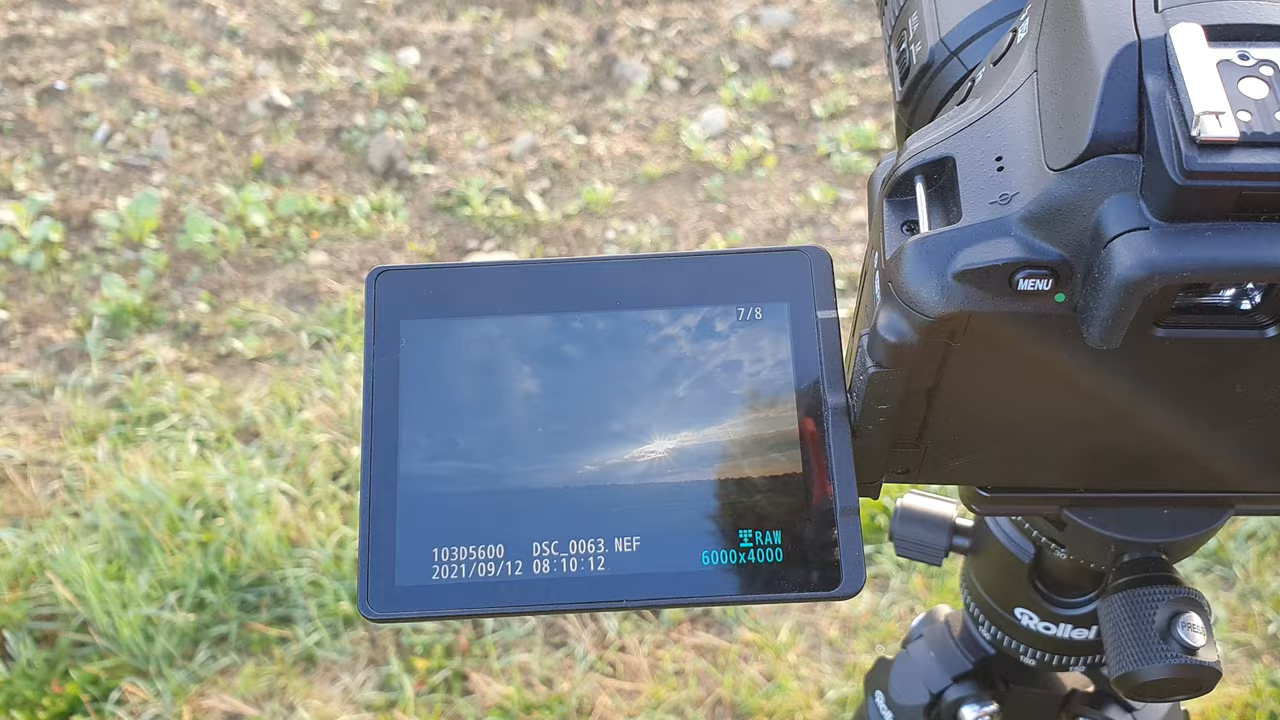 7/8
MENU
103D5600 DSC_0063.NEF
RAW
2021/09/12 08:10:12
6000x4000
Rollei
PRESS